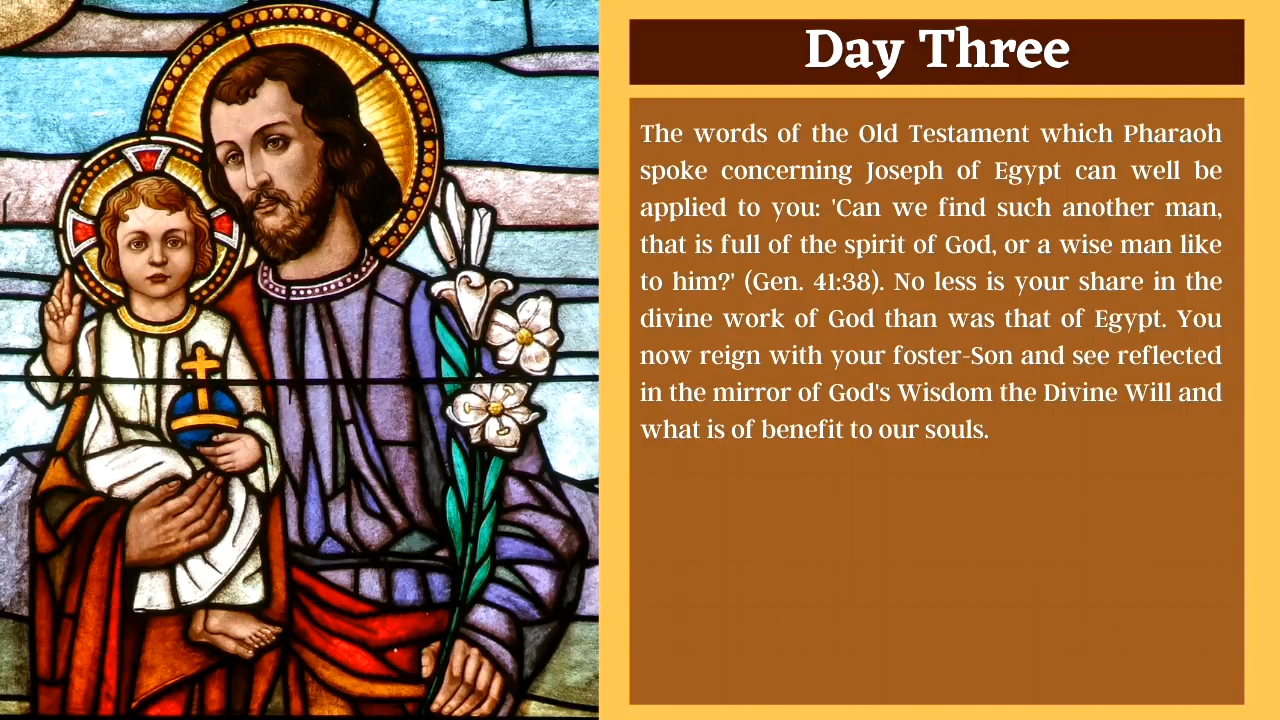 Day Three
The words of the Old Testament which Pharaoh
spoke concerning Joseph of Egypt can well be
applied to you: 'Can we find such another man,
that is full of the spirit of God, or a wise man like
to him?' (Gen. 41:38). No less is your share in the
divine work of God than was that of Egypt. You
now reign with your foster-Son and see reflected
in the mirror of God's Wisdom the Divine Will and
what is of benefit to our souls.